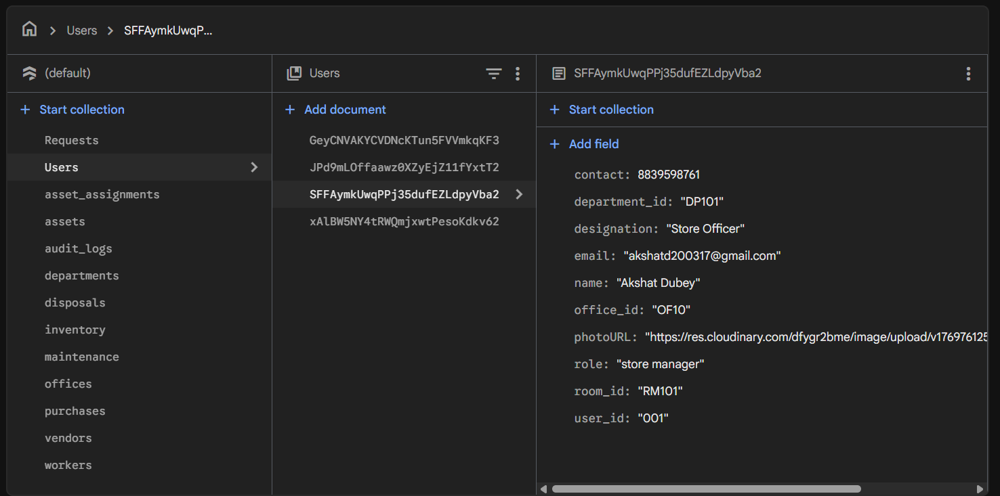 Users SFFAymkUwqP...
(default)
Start collection
Requests
Users
asset_assignments
assets
audit_logs
departments
disposals
inventory
maintenance
offices
purchases
vendors
workers
Users
Add document
GeyCNVAKYCVDNcKTun5FVVmkqKF3
JPd9mLOffaawz0XZyEjZ11fYxtT2
SFFAymkUwqPPj35dufEZLdpyVba2
xAlBW5NY4tRWQmjxwtPesoKdkv62
SFFAymkUwqPPj35dufEZLdpyVba2
Start collection
Add field
contact: 8839598761
department_id: "DP101"
designation: "Store Officer"
email: "akshatd200317@gmail.com"
name: "Akshat Dubey"
office_id: "OF10"
photoURL: "https://res.cloudinary.com/dfygr2bme/image/upload/v176976125
role: "store manager"
room_id: "RM101"
user_id: "001"